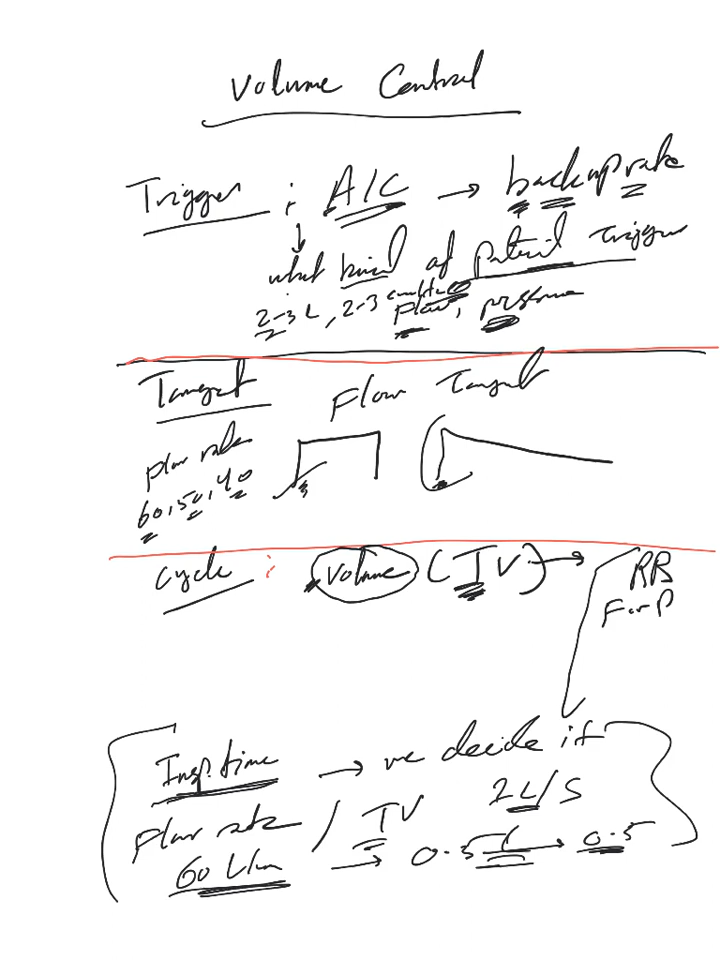 Volume Control
Trigger : A/C → backup rate
what kind of patient trigger
2-3 L, 2-3 flow, pressure
Target Flow Target
flow rate
60, 50, 40
Cycle : volume (TV) → RR
For P
Insp. time → we decide it
flow rate / TV 2L/S
60 L/m → 0.5 L → 0.5